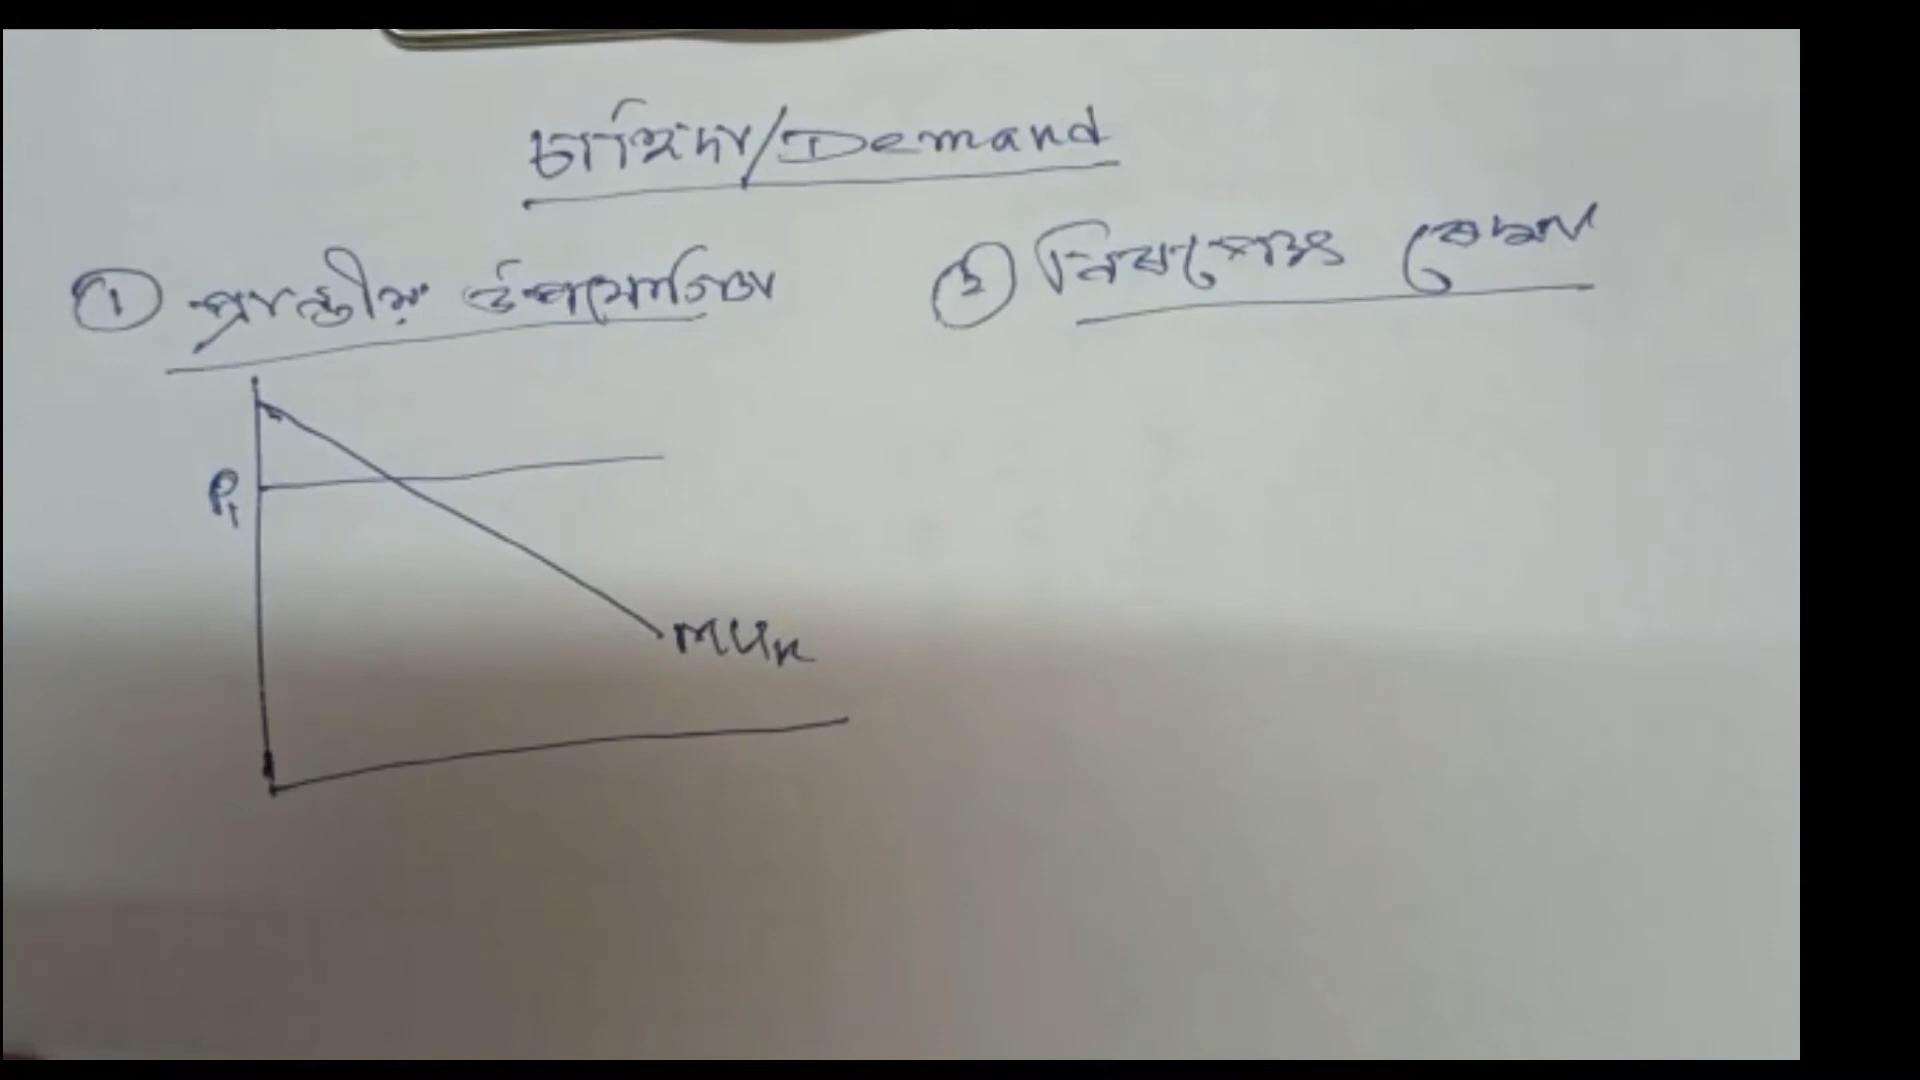 চাহিদা/Demand
① প্রান্তীয় উপযোগিতা
② নিরপেক্ষ রেখা
P₁
MUx